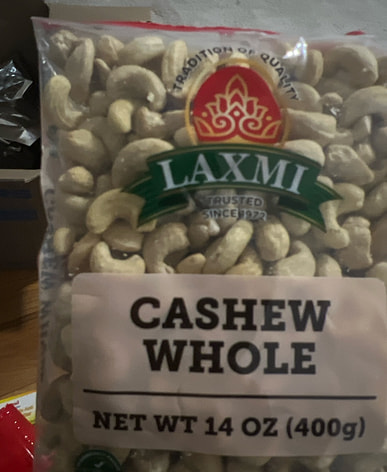 TRADITION OF QUALITY
LAXMI
TRUSTED
SINCE 1972
CASHEW
WHOLE
NET WT 14 OZ (400g)